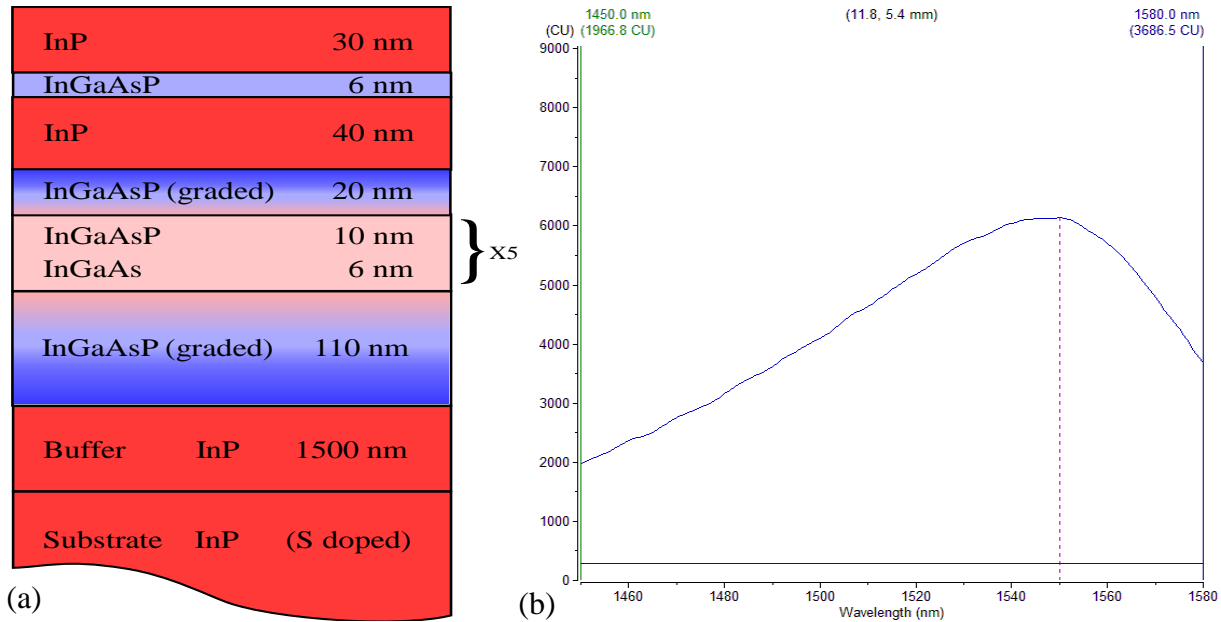 InP 30 nm
InGaAsP 6 nm
InP 40 nm
InGaAsP (graded) 20 nm
InGaAsP 10 nm
InGaAs 6 nm
X5
InGaAsP (graded) 110 nm
Buffer InP 1500 nm
Substrate InP (S doped)
(a)
1450.0 nm (11.8, 5.4 mm) 1580.0 nm
(CU) (1966.8 CU) (3686.5 CU)
9000
8000
7000
6000
5000
4000
3000
2000
1000
0
1460 1480 1500 1520 1540 1560 1580
Wavelength (nm)
(b)